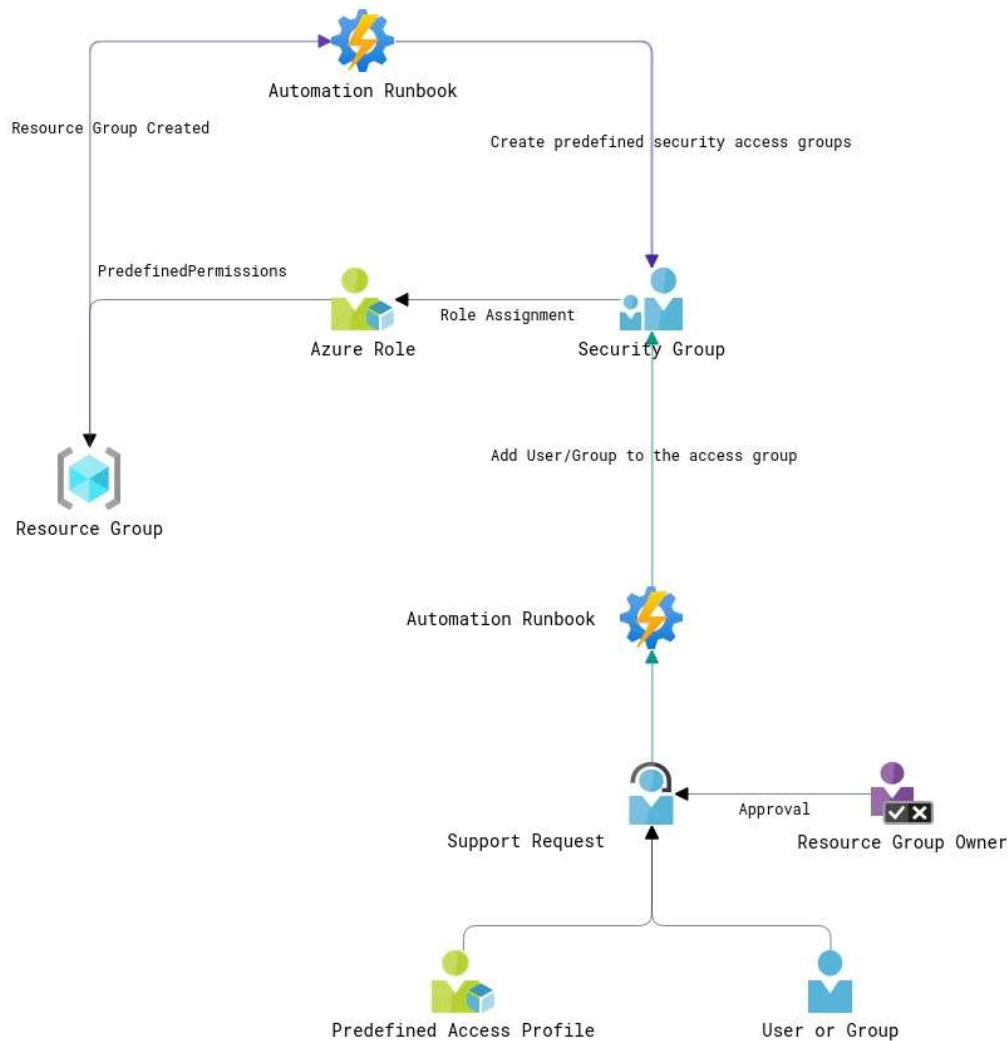 Automation Runbook
Resource Group Created
Create predefined security access groups
PredefinedPermissions
Role Assignment
Azure Role
Security Group
Add User/Group to the access group
Resource Group
Automation Runbook
Approval
Support Request
Resource Group Owner
Predefined Access Profile
User or Group